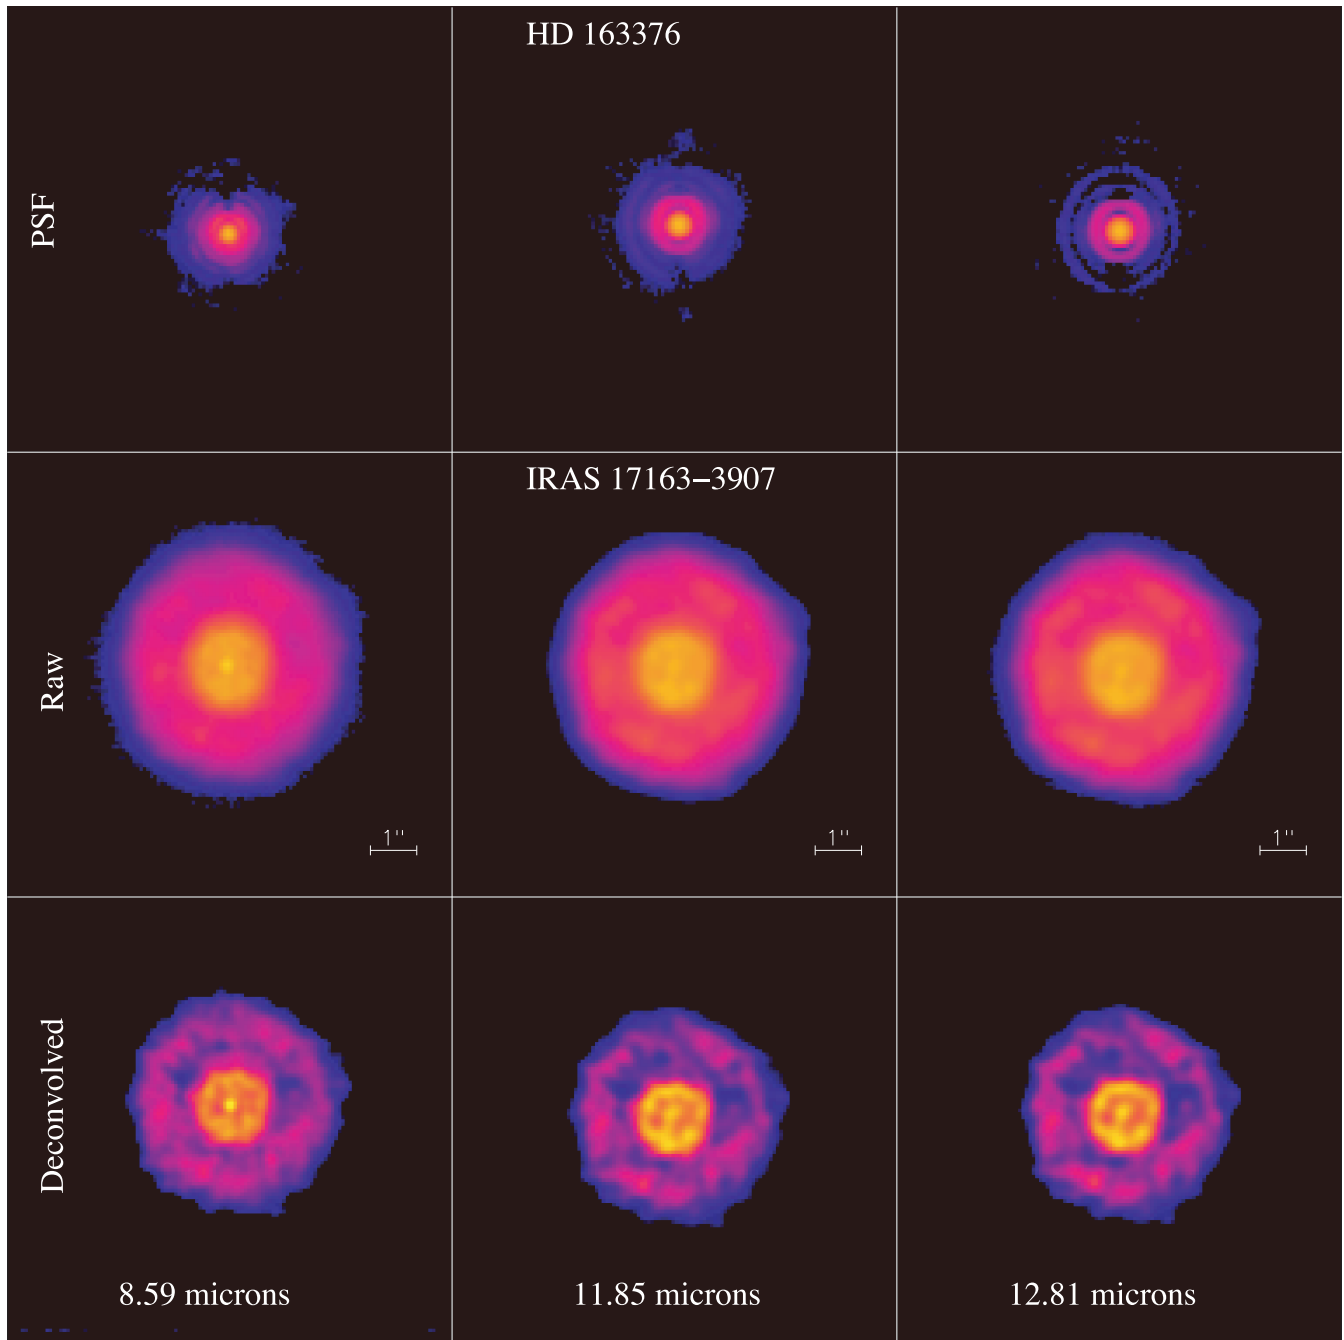 HD 163376
PSF
IRAS 17163–3907
Raw
1''
1''
1''
Deconvolved
8.59 microns
11.85 microns
12.81 microns